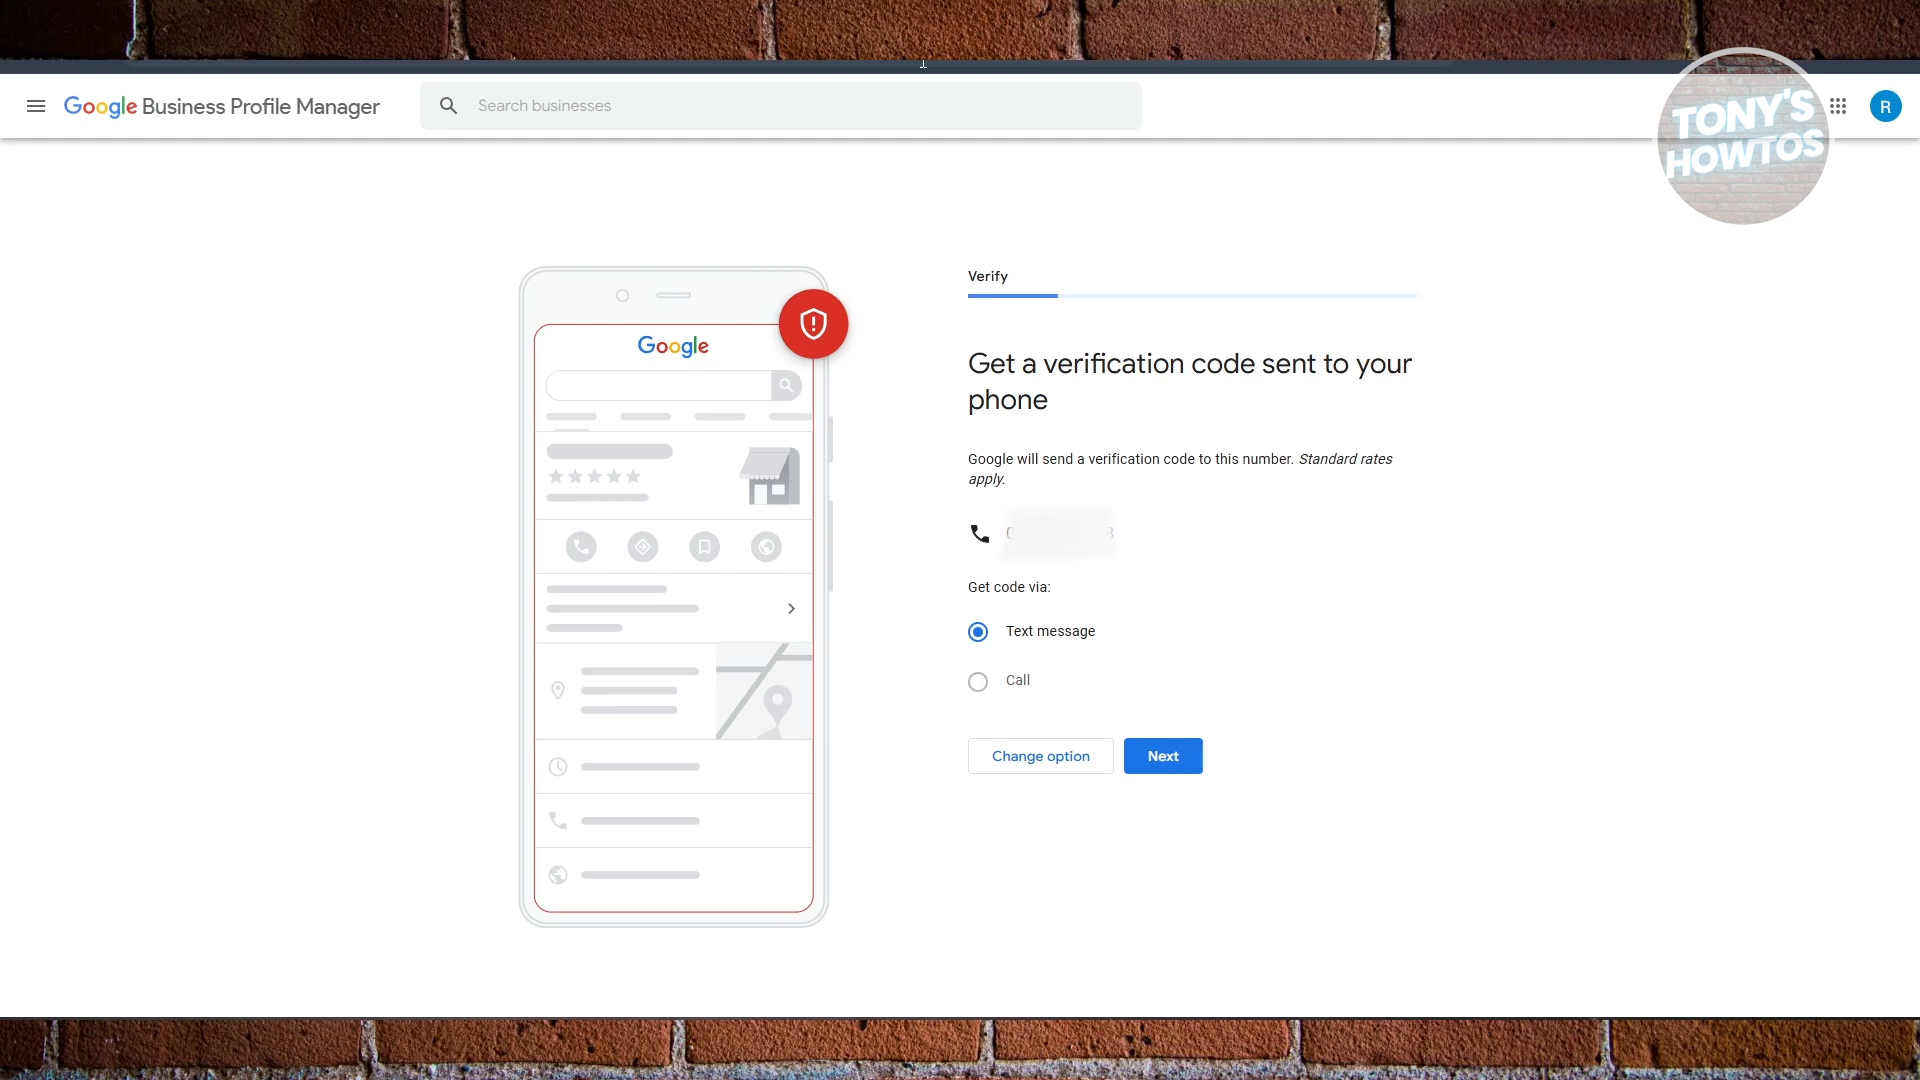 Google Business Profile Manager
Search businesses
R
TONY'S
HOWTOS
Google
Verify
Get a verification code sent to your
phone
Google will send a verification code to this number. Standard rates
apply.
Get code via:
Text message
Call
Change option
Next